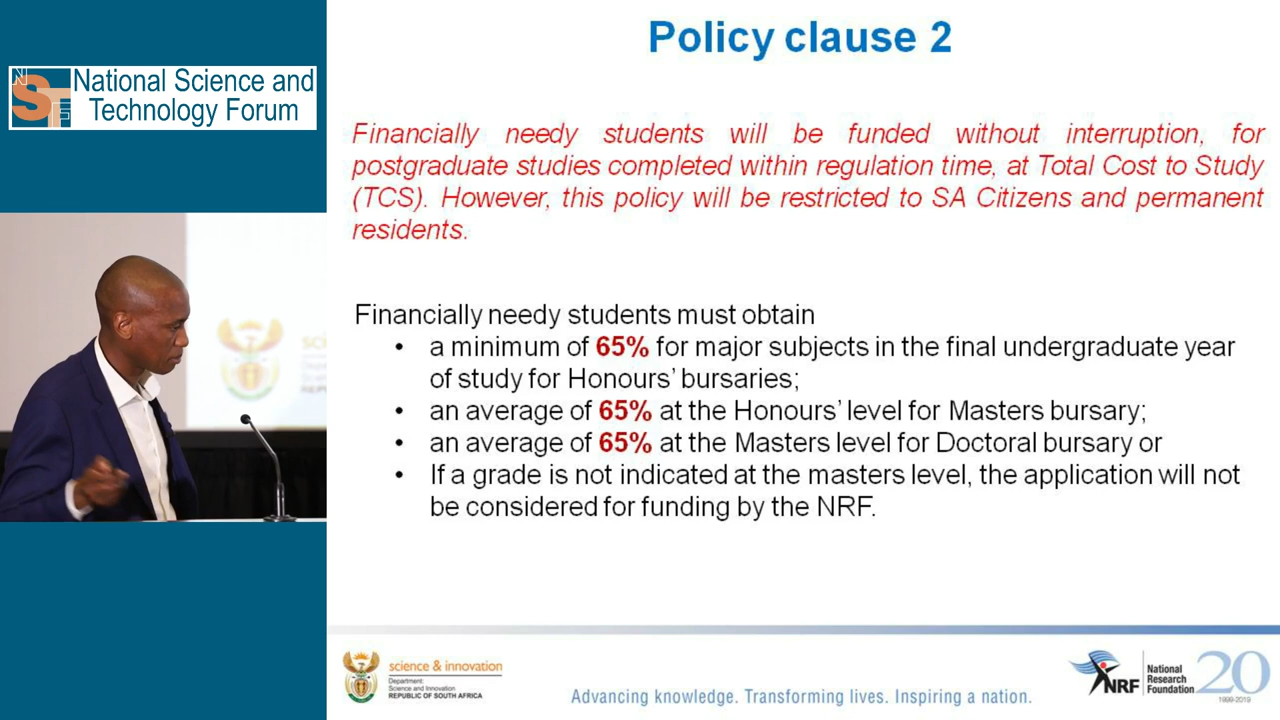 Policy clause 2
National Science and
Technology Forum
NSTF
Financially needy students will be funded without interruption, for
postgraduate studies completed within regulation time, at Total Cost to Study
(TCS). However, this policy will be restricted to SA Citizens and permanent
residents.
Financially needy students must obtain
• a minimum of 65% for major subjects in the final undergraduate year
of study for Honours' bursaries;
• an average of 65% at the Honours' level for Masters bursary;
• an average of 65% at the Masters level for Doctoral bursary or
• If a grade is not indicated at the masters level, the application will not
be considered for funding by the NRF.
science & innovation
Department:
Science and Innovation
REPUBLIC OF SOUTH AFRICA
Advancing knowledge. Transforming lives. Inspiring a nation.
NRF
National
Research
Foundation
20
1999-2019